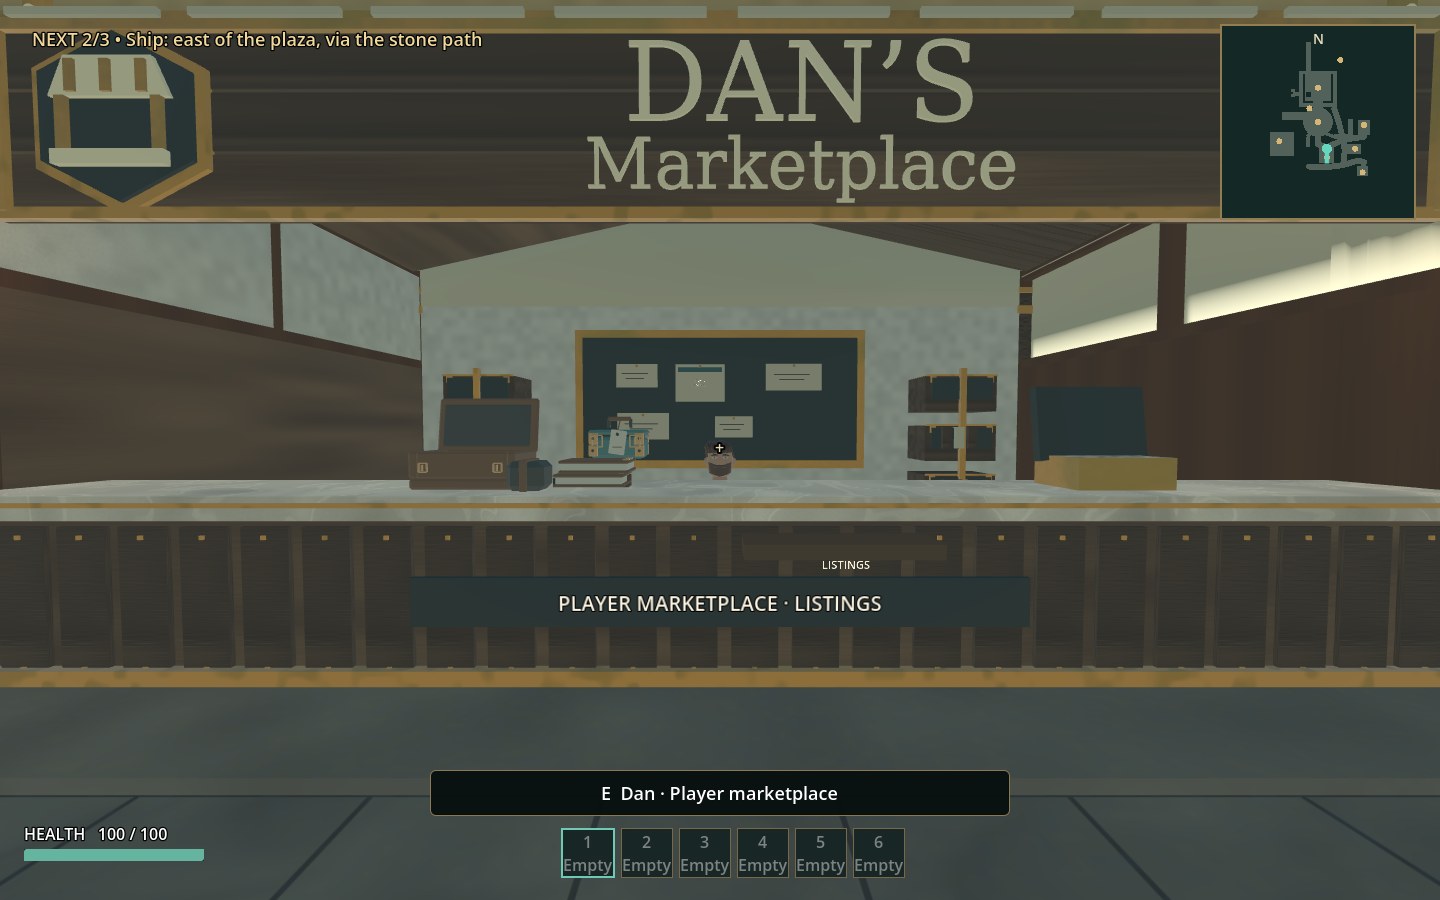 NEXT 2/3 • Ship: east of the plaza, via the stone path
DAN’S
Marketplace
N
LISTINGS
PLAYER MARKETPLACE · LISTINGS
E Dan · Player marketplace
HEALTH 100 / 100
1 2 3 4 5 6
Empty Empty Empty Empty Empty Empty